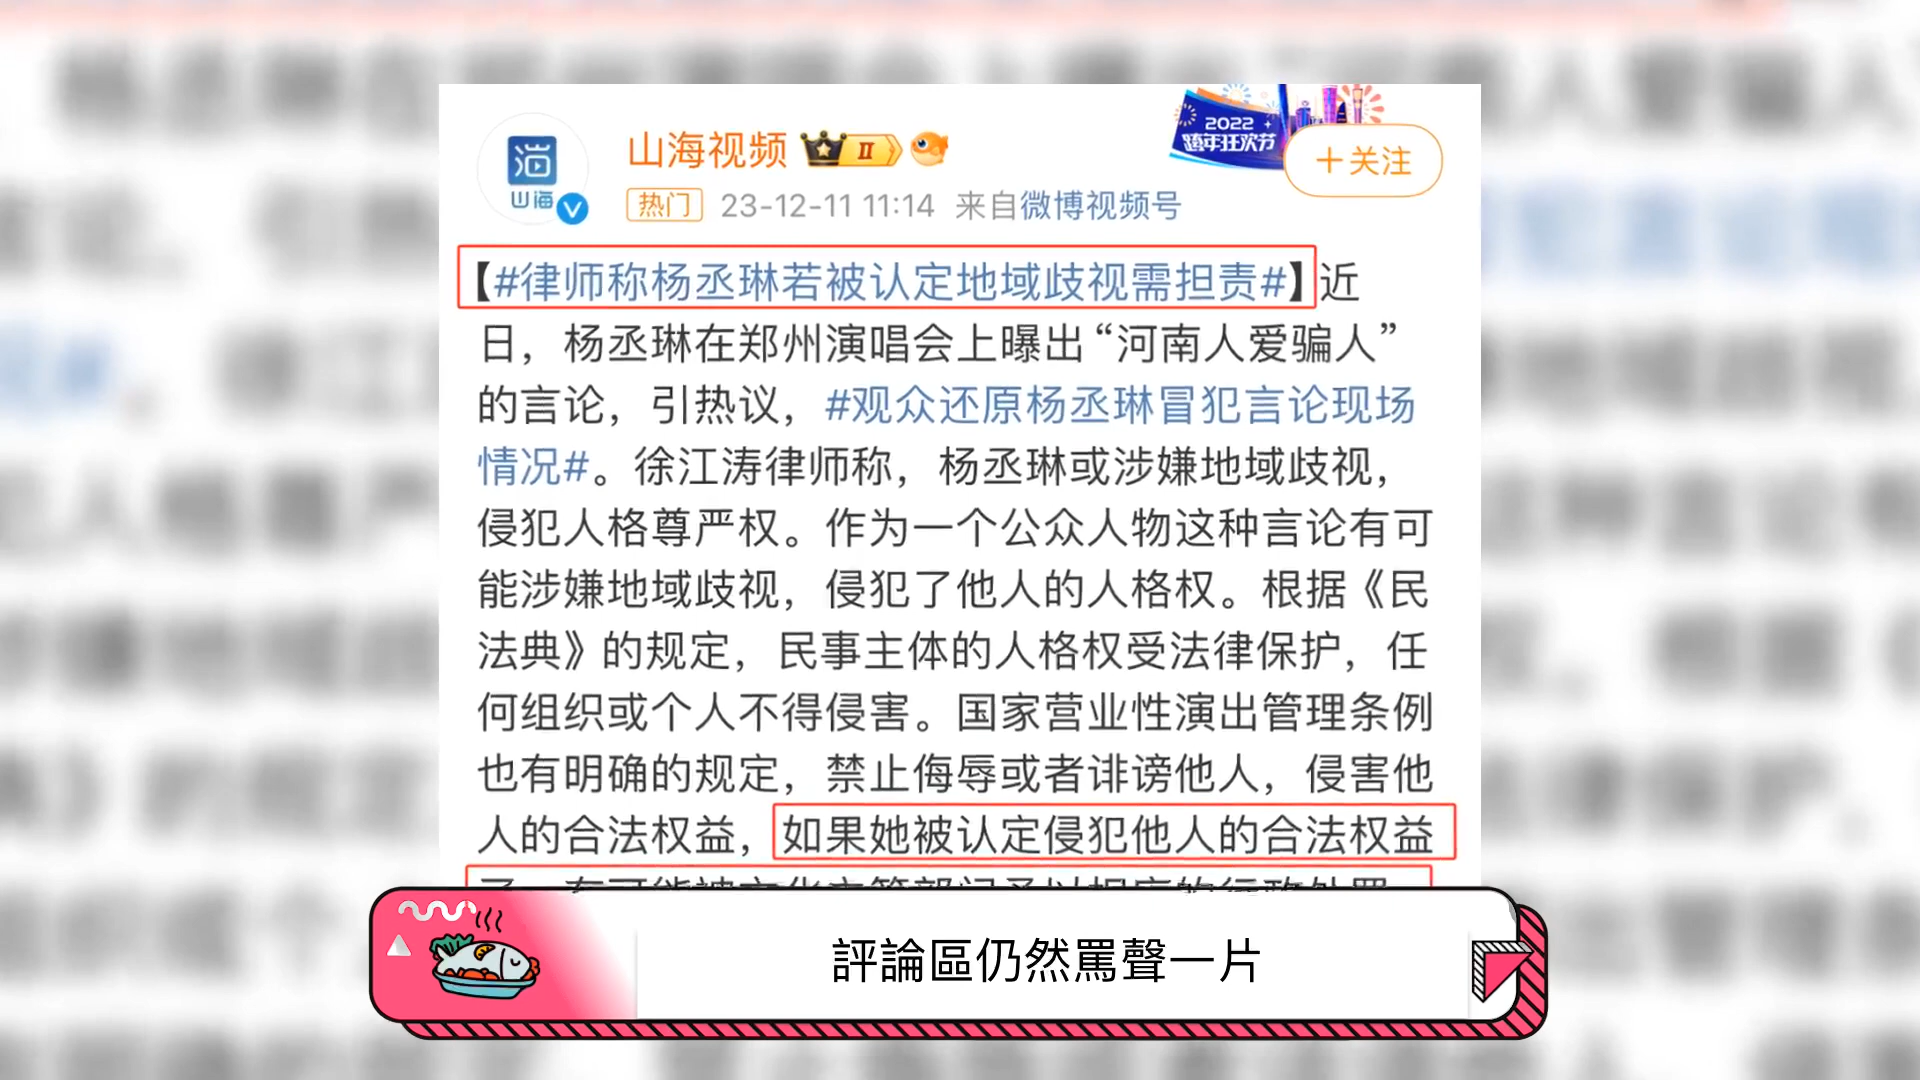 山海视频
II
2022
跨年狂欢节
+关注
山海
热门 23-12-11 11:14 来自微博视频号
【#律师称杨丞琳若被认定地域歧视需担责#】近
日，杨丞琳在郑州演唱会上曝出“河南人爱骗人”
的言论，引热议，#观众还原杨丞琳冒犯言论现场
情况#。徐江涛律师称，杨丞琳或涉嫌地域歧视，
侵犯人格尊严权。作为一个公众人物这种言论有可
能涉嫌地域歧视，侵犯了他人的人格权。根据《民
法典》的规定，民事主体的人格权受法律保护，任
何组织或个人不得侵害。国家营业性演出管理条例
也有明确的规定，禁止侮辱或者诽谤他人，侵害他
人的合法权益，如果她被认定侵犯他人的合法权益
評論區仍然罵聲一片